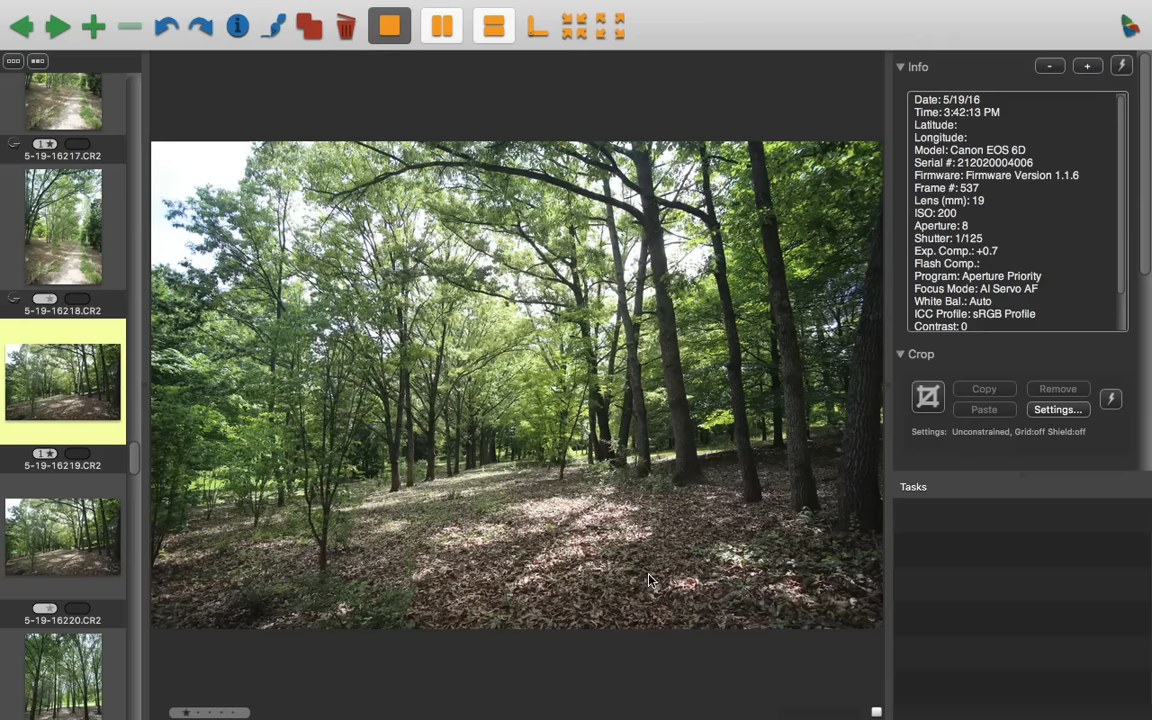 Info
-
+
Date: 5/19/16
Time: 3:42:13 PM
Latitude:
Longitude:
Model: Canon EOS 6D
Serial #: 212020004006
Firmware: Firmware Version 1.1.6
Frame #: 537
Lens (mm): 19
ISO: 200
Aperture: 8
Shutter: 1/125
Exp. Comp.: +0.7
Flash Comp.:
Program: Aperture Priority
Focus Mode: AI Servo AF
White Bal.: Auto
ICC Profile: sRGB Profile
Contrast: 0
Crop
Copy
Remove
Paste
Settings...
Settings: Unconstrained, Grid:off Shield:off
Tasks
1★
5-19-16217.CR2
5-19-16218.CR2
1★
5-19-16219.CR2
5-19-16220.CR2